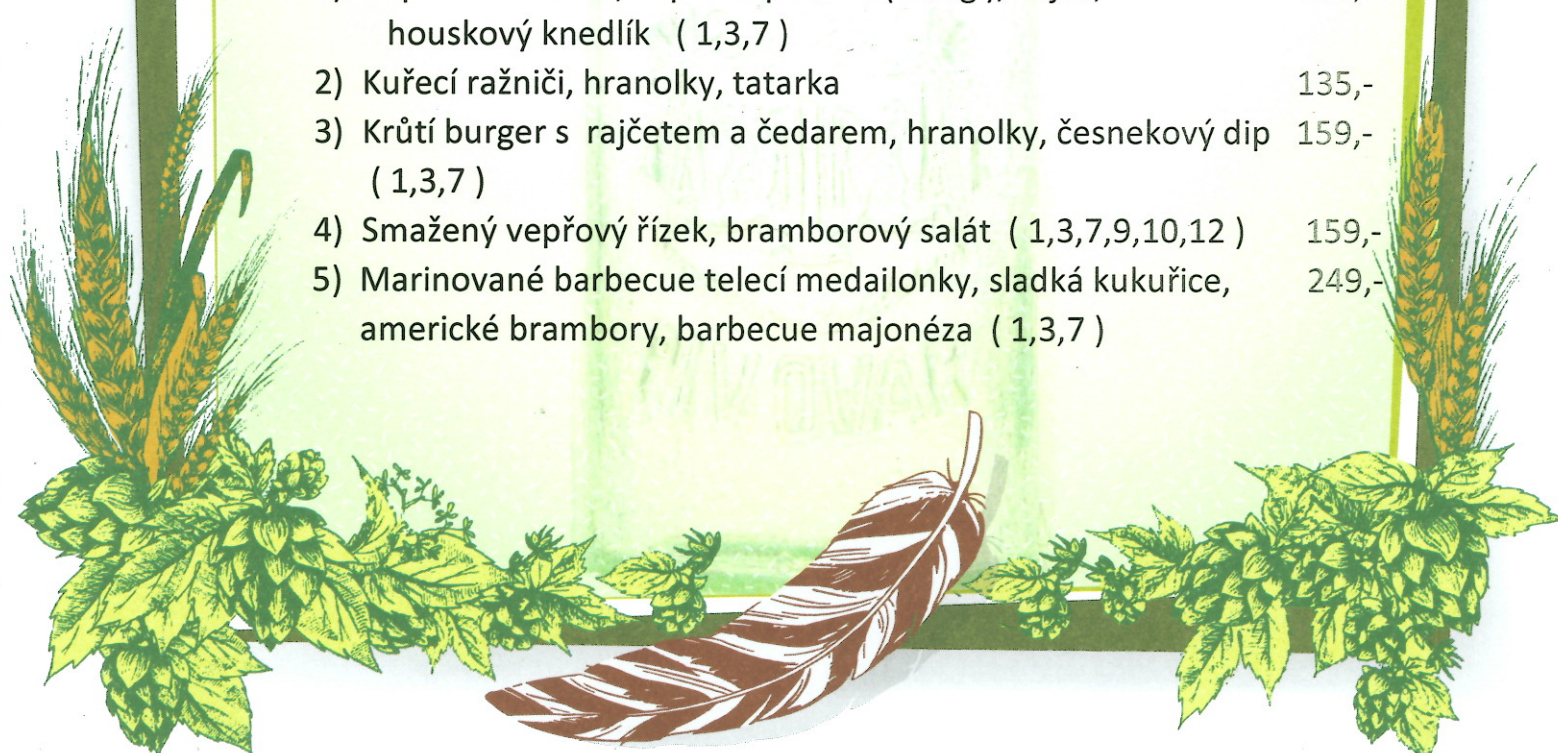 houskový knedlík ( 1,3,7 )
2) Kuřecí ražniči, hranolky, tatarka 135,-
3) Krůtí burger s rajčetem a čedarem, hranolky, česnekový dip 159,-
( 1,3,7 )
4) Smažený vepřový řízek, bramborový salát ( 1,3,7,9,10,12 ) 159,-
5) Marinované barbecue telecí medailonky, sladká kukuřice, 249,-
americké brambory, barbecue majonéza ( 1,3,7 )